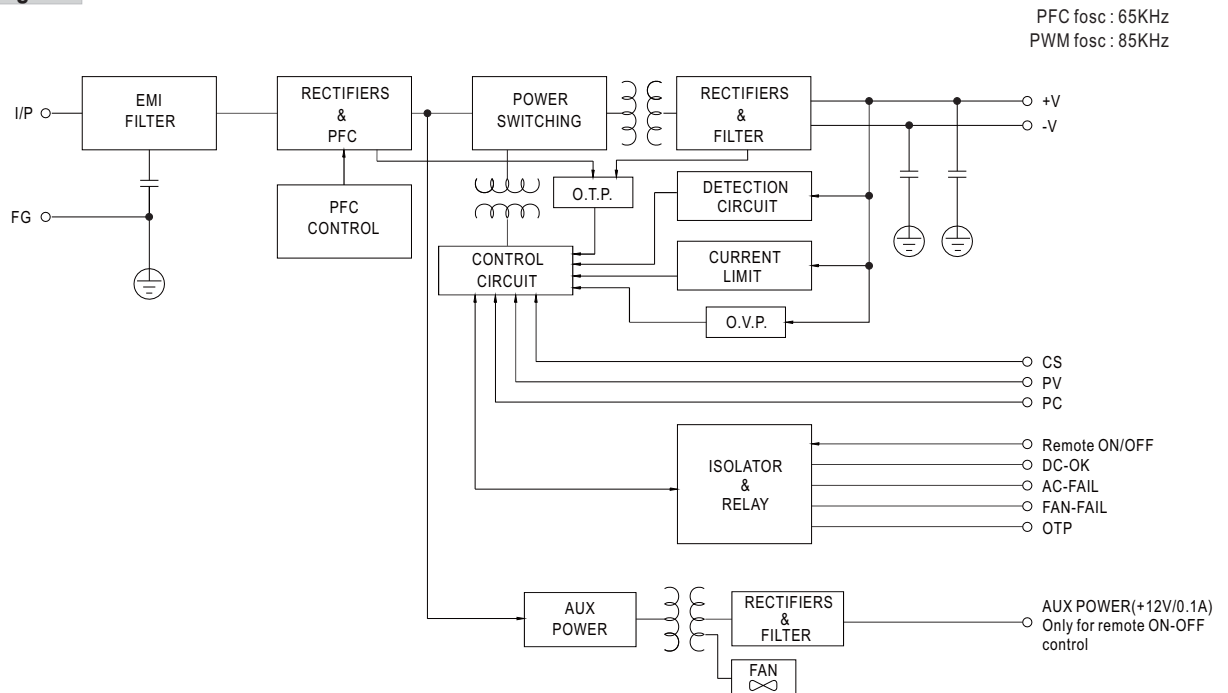 PFC fosc : 65KHz
PWM fosc : 85KHz
I/P
EMI
FILTER
RECTIFIERS
&
PFC
POWER
SWITCHING
RECTIFIERS
&
FILTER
+V
-V
FG
PFC
CONTROL
O.T.P.
DETECTION
CIRCUIT
CONTROL
CIRCUIT
CURRENT
LIMIT
O.V.P.
CS
PV
PC
ISOLATOR
&
RELAY
Remote ON/OFF
DC-OK
AC-FAIL
FAN-FAIL
OTP
AUX
POWER
RECTIFIERS
&
FILTER
AUX POWER(+12V/0.1A)
Only for remote ON-OFF
control
FAN